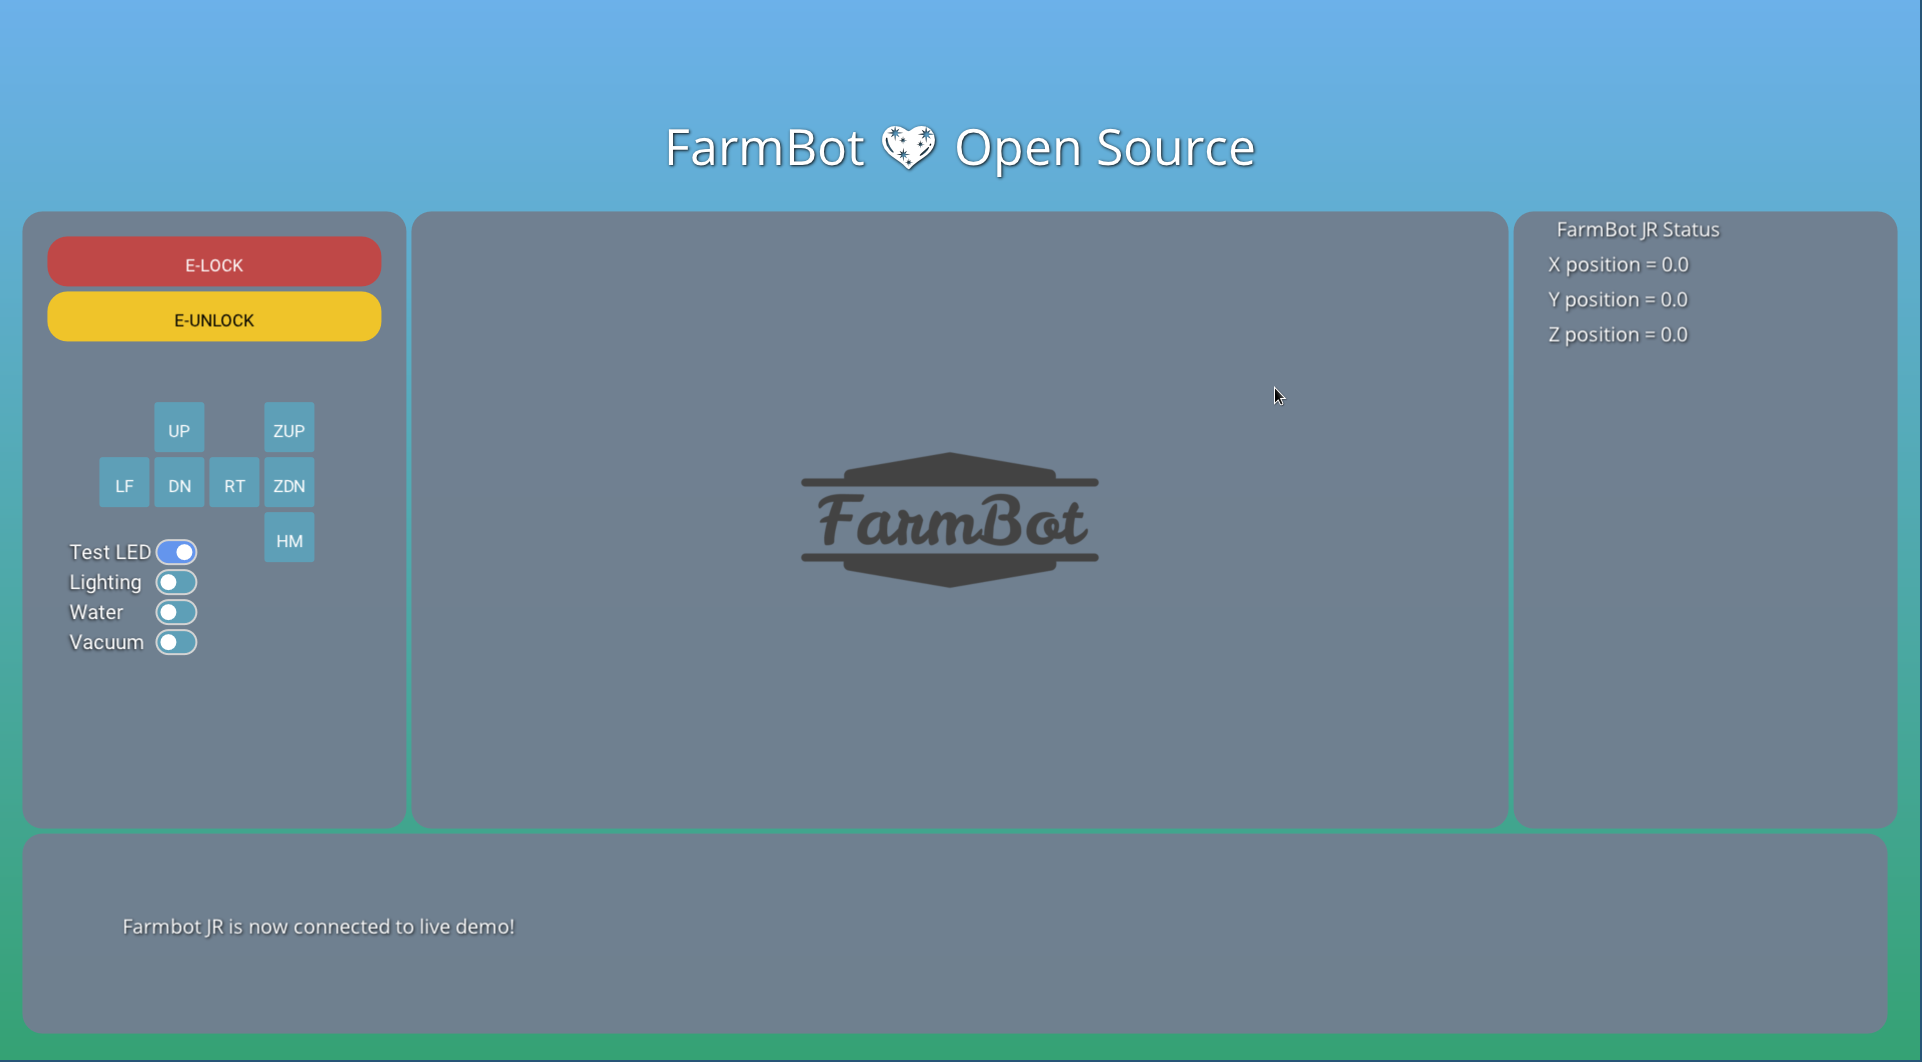 FarmBot 💖 Open Source
E-LOCK
E-UNLOCK
UP ZUP
LF DN RT ZDN
HM
Test LED
Lighting
Water
Vacuum
FarmBot
FarmBot JR Status
X position = 0.0
Y position = 0.0
Z position = 0.0
Farmbot JR is now connected to live demo!